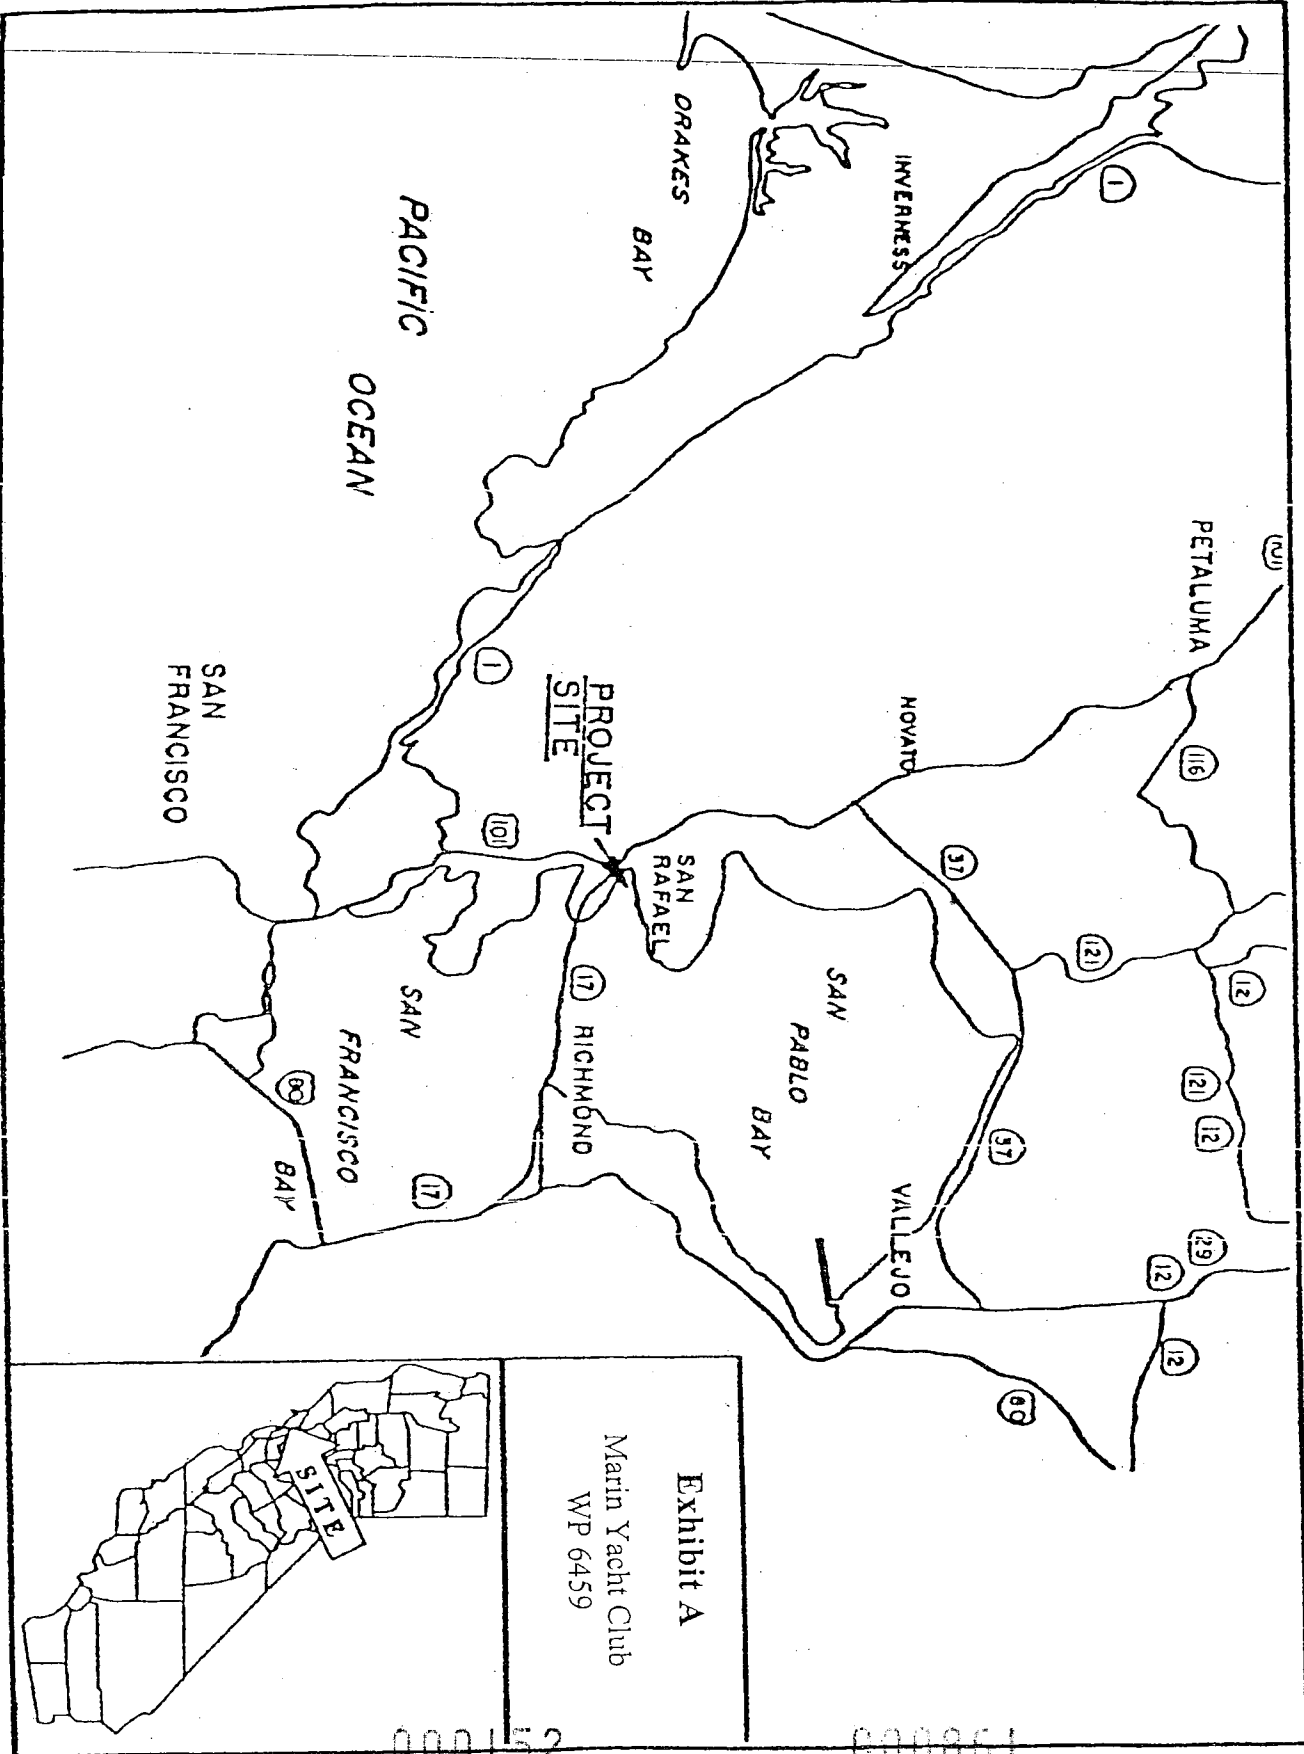 121
PETALUMA
116
12
121
121
12
29
12
12
1
INVERNESS
NOVATO
37
37
VALLEJO
80
DRAKES
BAY
PROJECT
SITE
SAN
RAFAEL
SAN
PABLO
BAY
PACIFIC
OCEAN
1
101
17
RICHMOND
SAN
FRANCISCO
SAN
FRANCISCO
BAY
80
17
Exhibit A
Marin Yacht Club
WP 6459
SITE
000152